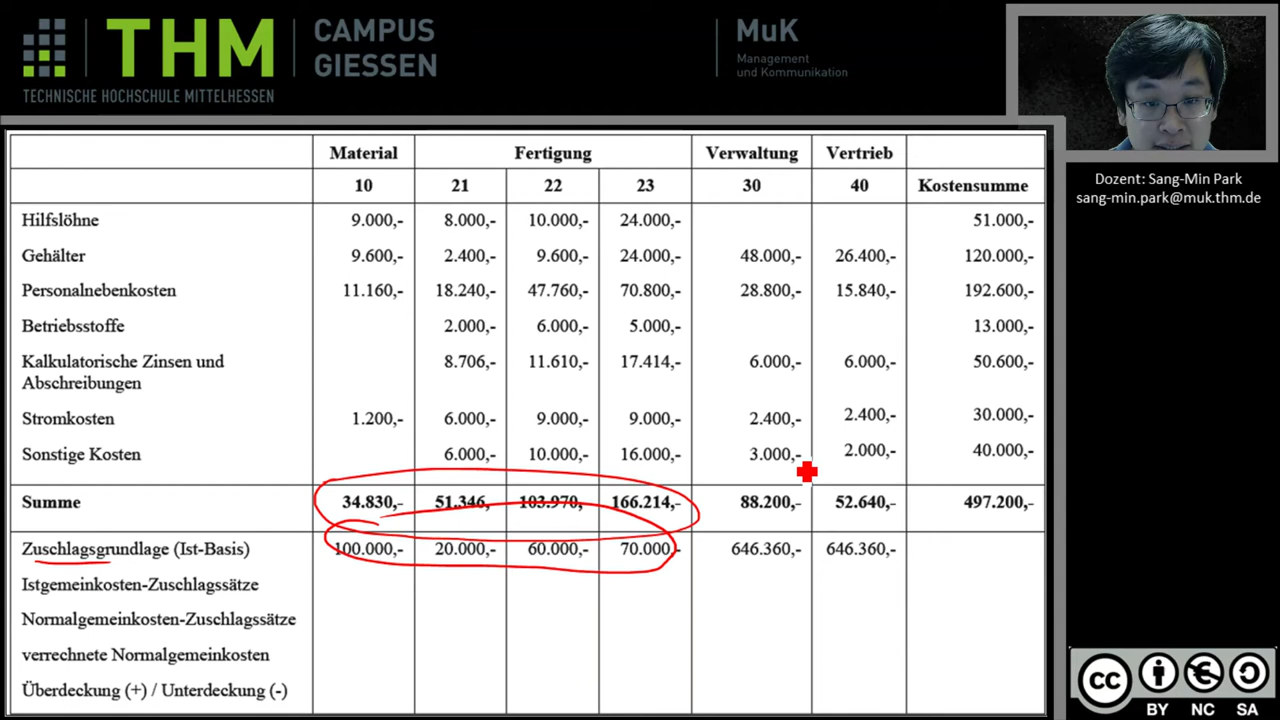 THM
CAMPUS
GIESSEN
TECHNISCHE HOCHSCHULE MITTELHESSEN
MuK
Management
und Kommunikation
Dozent: Sang-Min Park
sang-min.park@muk.thm.de
Material Fertigung Verwaltung Vertrieb
10 21 22 23 30 40 Kostensumme
Hilfslöhne 9.000,- 8.000,- 10.000,- 24.000,- 51.000,-
Gehälter 9.600,- 2.400,- 9.600,- 24.000,- 48.000,- 26.400,- 120.000,-
Personalnebenkosten 11.160,- 18.240,- 47.760,- 70.800,- 28.800,- 15.840,- 192.600,-
Betriebsstoffe 2.000,- 6.000,- 5.000,- 13.000,-
Kalkulatorische Zinsen und 8.706,- 11.610,- 17.414,- 6.000,- 6.000,- 50.600,-
Abschreibungen
Stromkosten 1.200,- 6.000,- 9.000,- 9.000,- 2.400,- 2.400,- 30.000,-
Sonstige Kosten 6.000,- 10.000,- 16.000,- 3.000,- 2.000,- 40.000,-
Summe 34.830,- 51.346,- 103.970,- 166.214,- 88.200,- 52.640,- 497.200,-
Zuschlagsgrundlage (Ist-Basis) 100.000,- 20.000,- 60.000,- 70.000,- 646.360,- 646.360,-
Istgemeinkosten-Zuschlagssätze
Normalgemeinkosten-Zuschlagssätze
verrechnete Normalgemeinkosten
Überdeckung (+) / Unterdeckung (-)
CC
BY NC SA